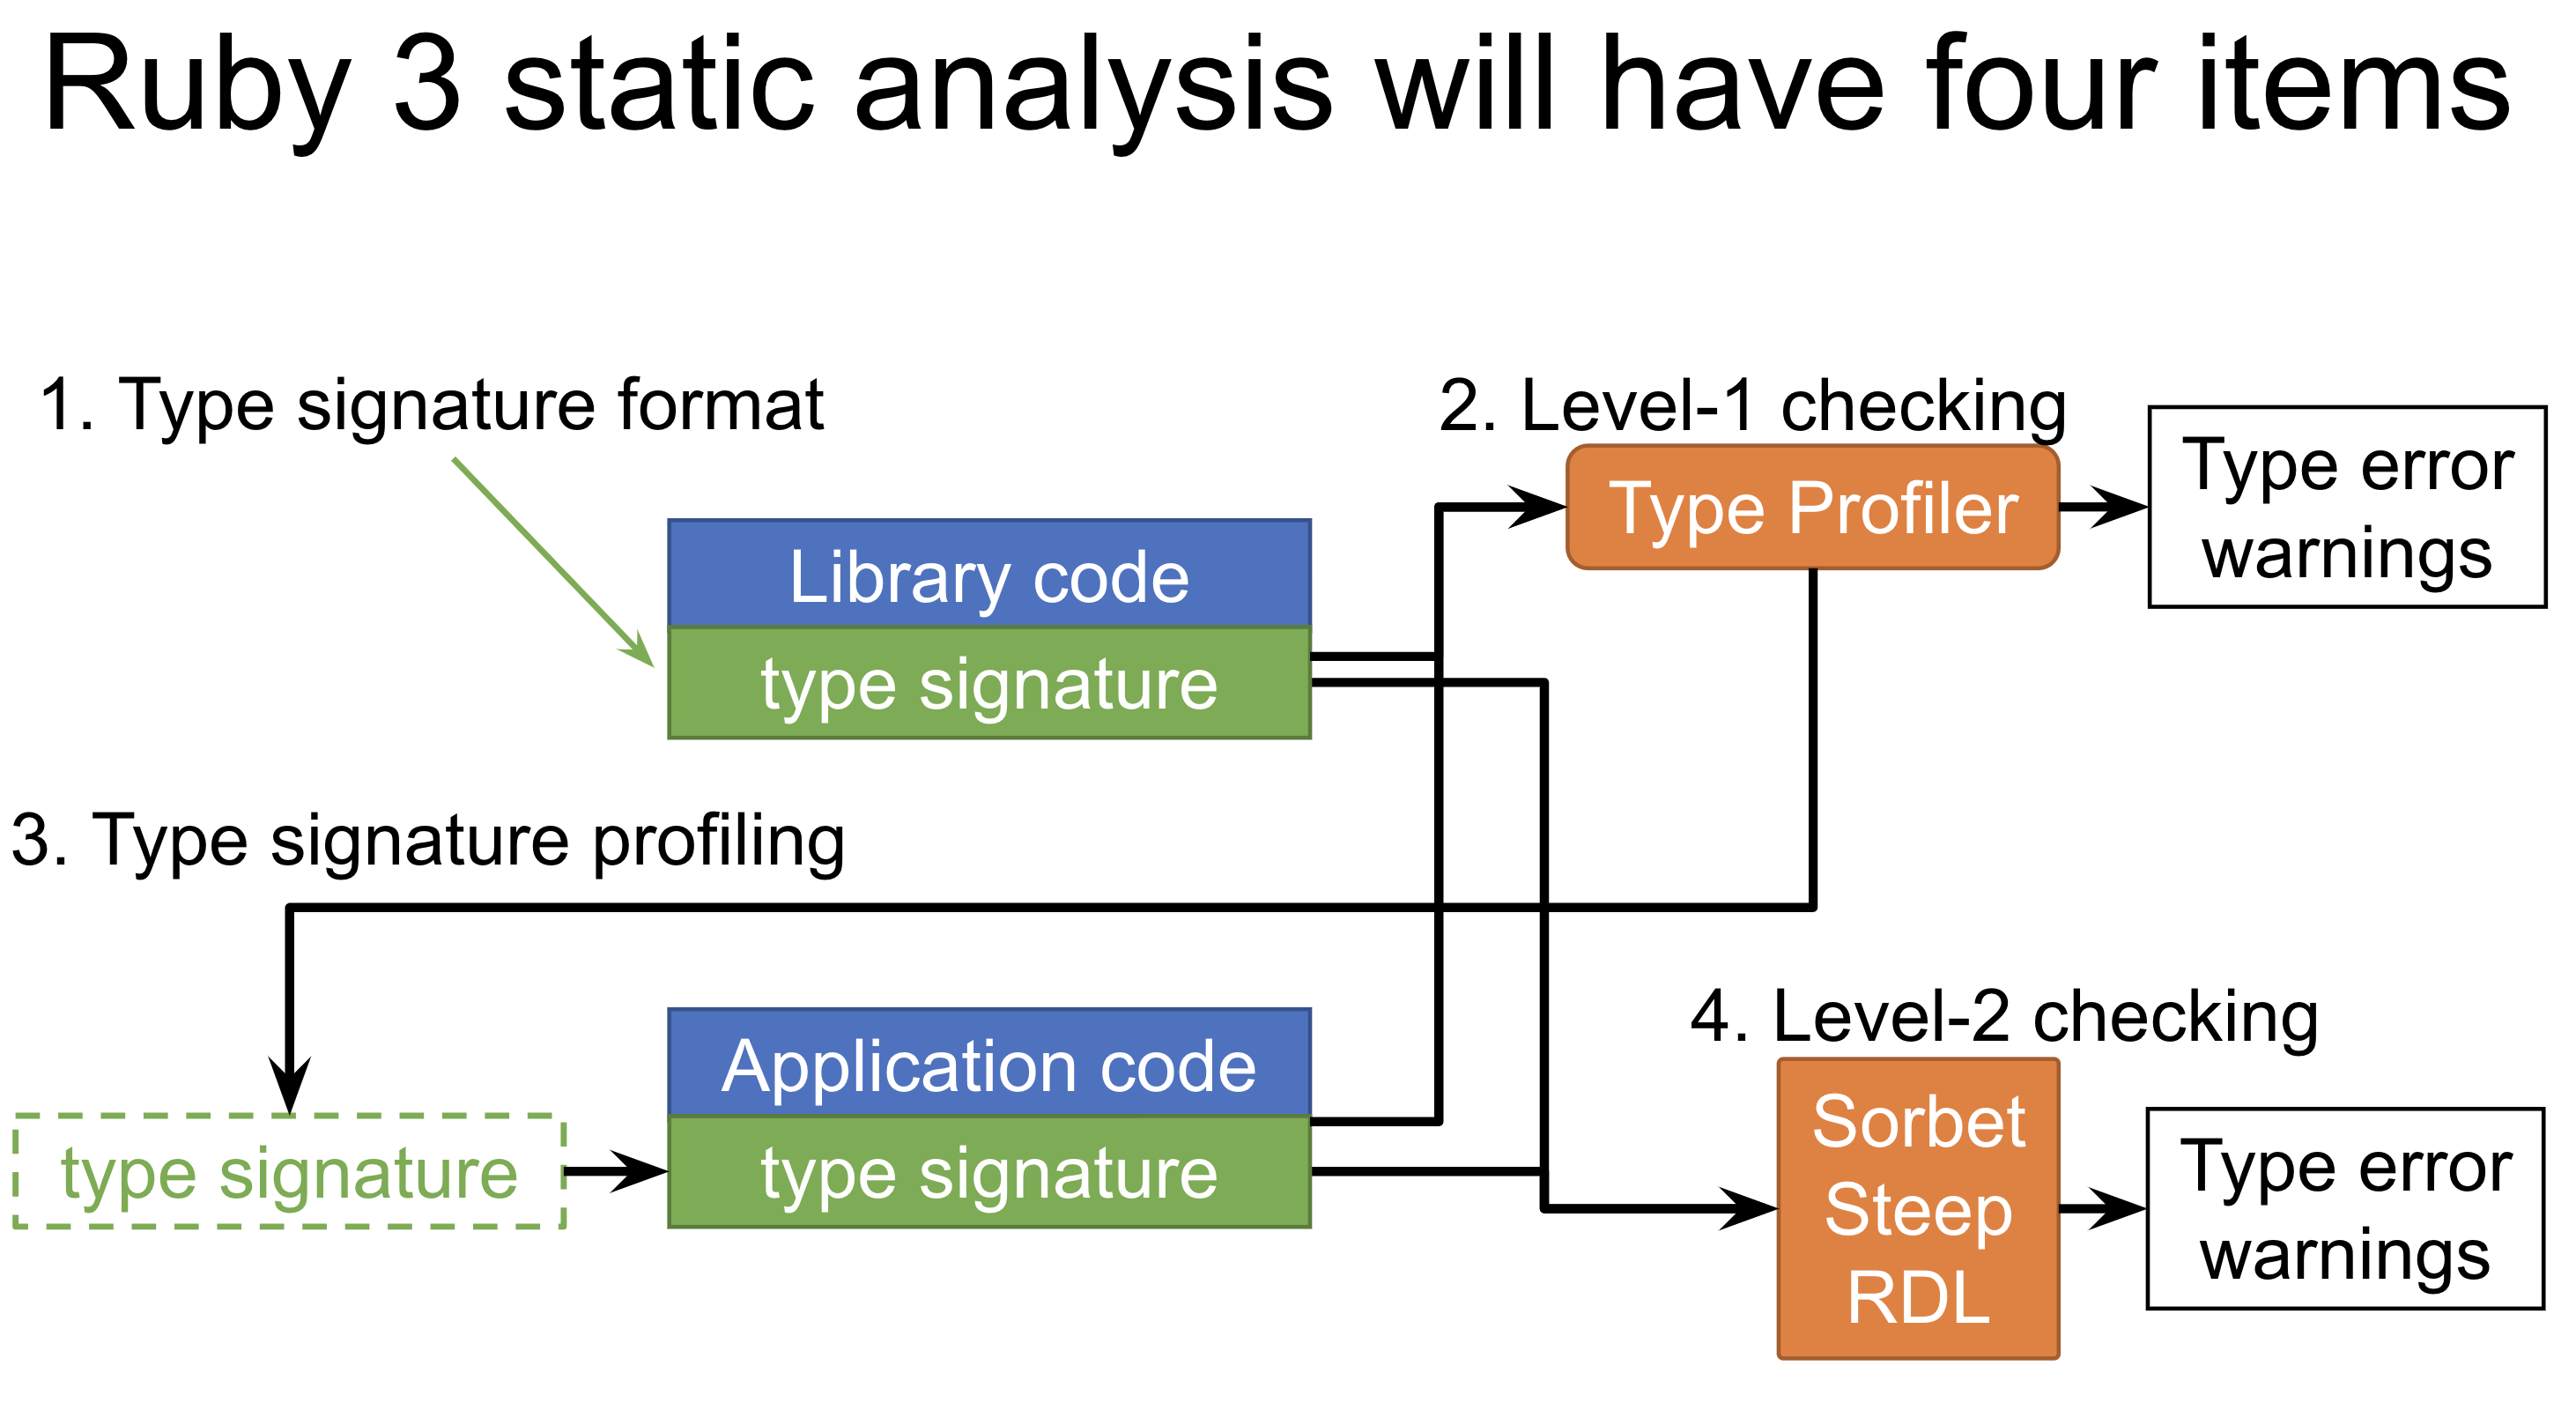 Ruby 3 static analysis will have four items
1. Type signature format
Library code
type signature
2. Level-1 checking
Type Profiler
Type error
warnings
3. Type signature profiling
type signature
Application code
type signature
4. Level-2 checking
Sorbet
Steep
RDL
Type error
warnings